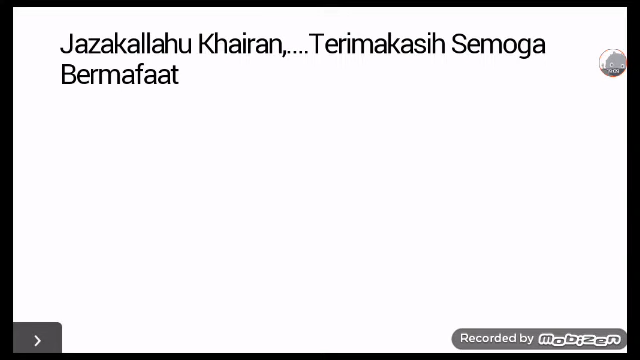 Jazakallahu Khairan,....Terimakasih Semoga
Bermafaat
Recorded by mobizen